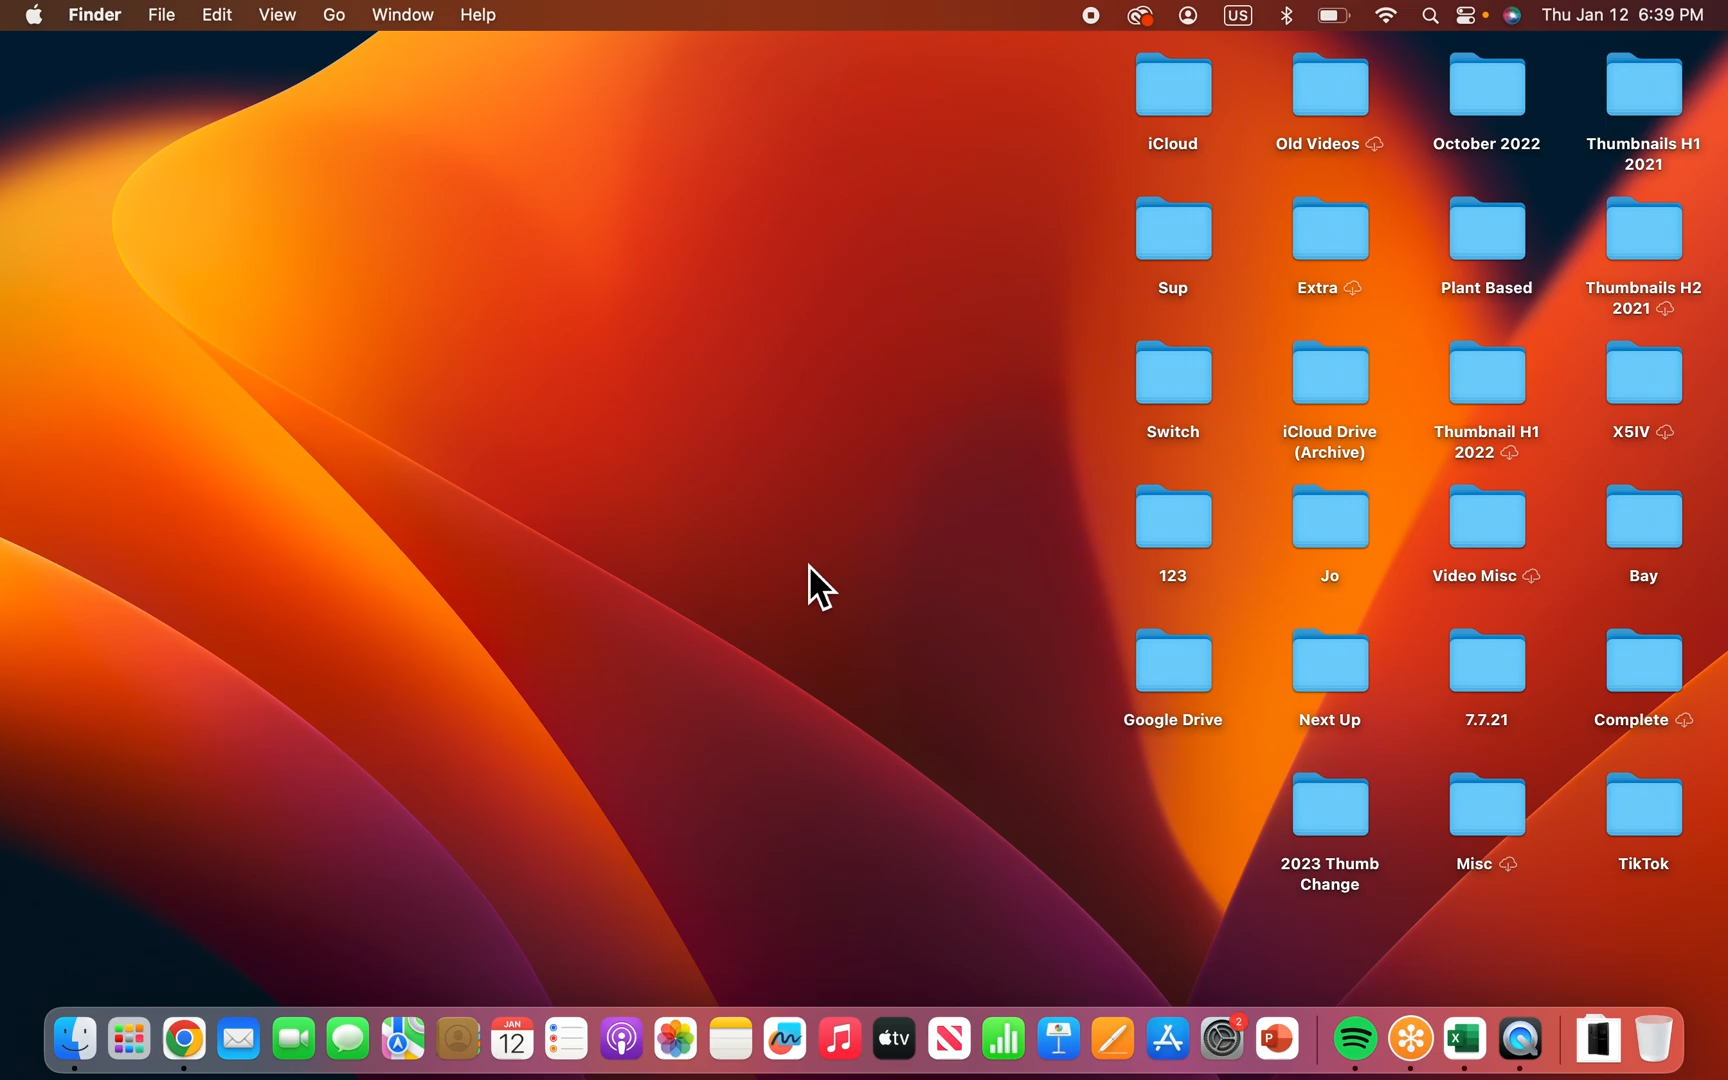 Finder File Edit View Go Window Help US Thu Jan 12 6:39 PM
iCloud
Old Videos
October 2022
Thumbnails H1
2021
Sup
Extra
Plant Based
Thumbnails H2
2021
Switch
iCloud Drive
(Archive)
Thumbnail H1
2022
X5IV
123
Jo
Video Misc
Bay
Google Drive
Next Up
7.7.21
Complete
2023 Thumb
Change
Misc
TikTok
JAN
12
tv
2
P
X